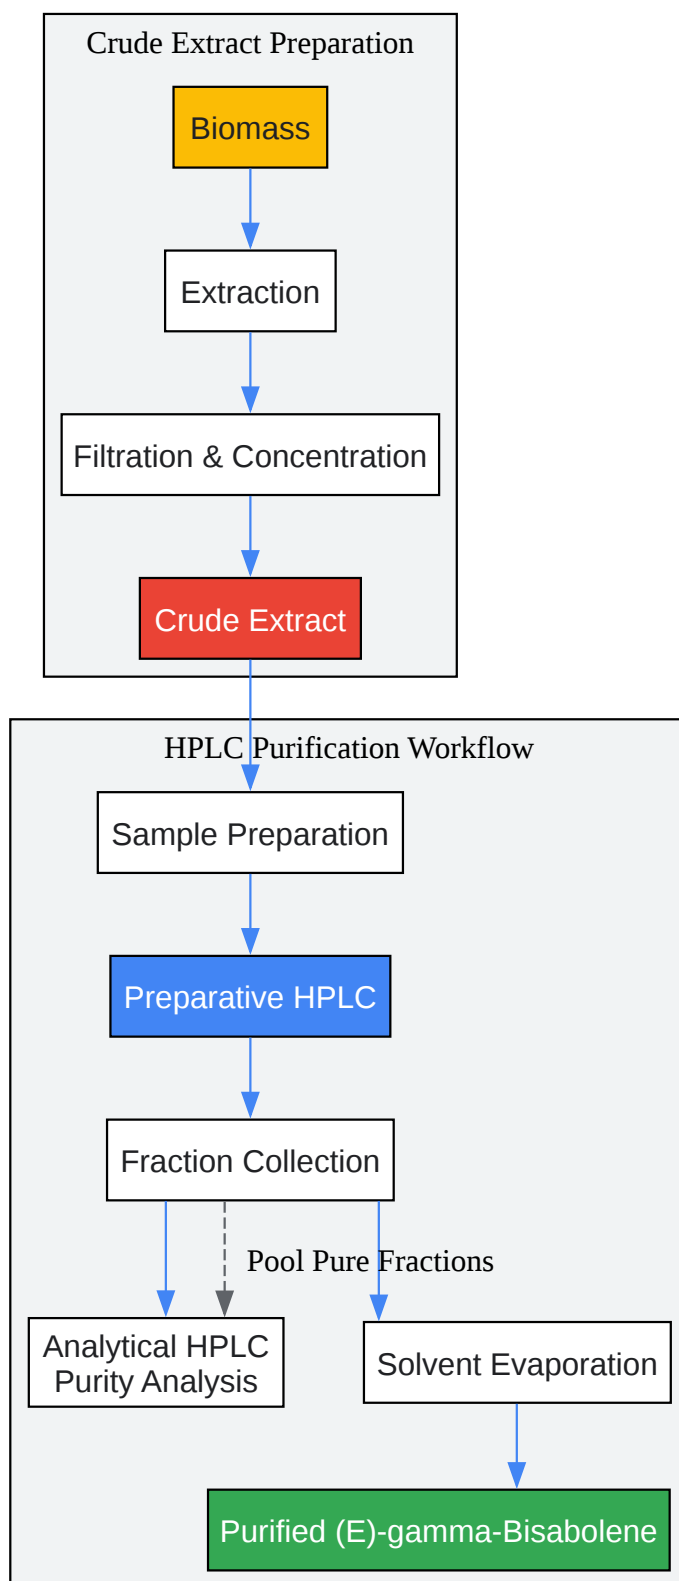 Crude Extract Preparation
Biomass
Extraction
Filtration & Concentration
Crude Extract
HPLC Purification Workflow
Sample Preparation
Preparative HPLC
Fraction Collection
Pool Pure Fractions
Analytical HPLC
Purity Analysis
Solvent Evaporation
Purified (E)-gamma-Bisabolene